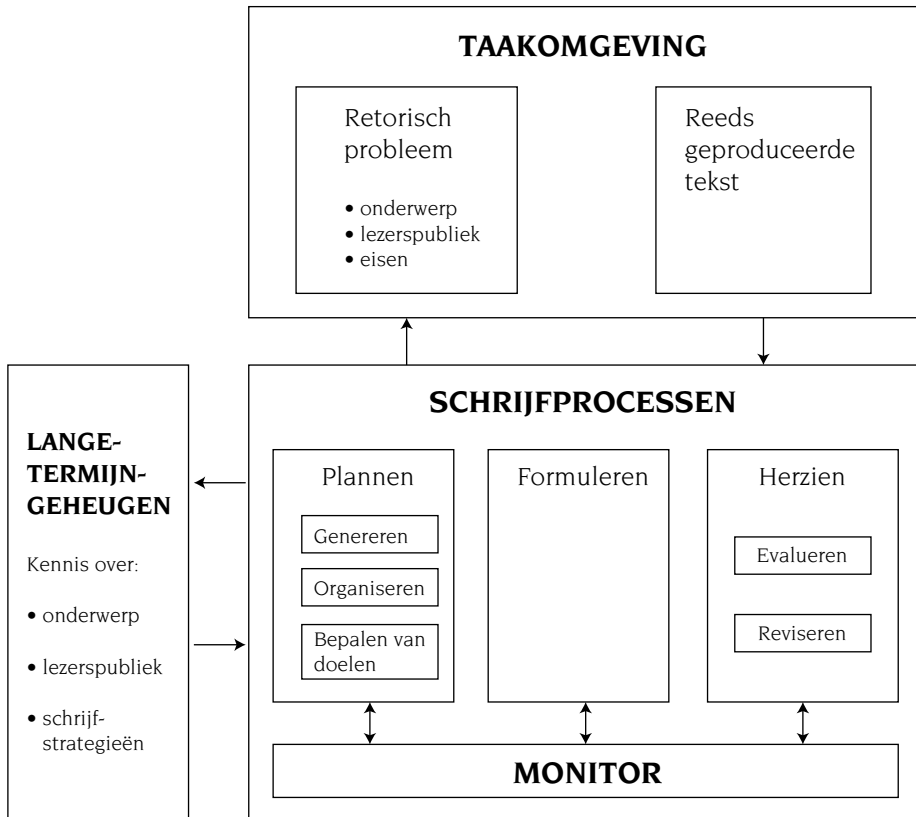 TAAKOMGEVING
Retorisch
probleem
• onderwerp
• lezerspubliek
• eisen
Reeds
geproduceerde
tekst
LANGE-
TERMIJN-
GEHEUGEN
Kennis over:
• onderwerp
• lezerspubliek
• schrijf-
strategieën
SCHRIJFPROCESSEN
Plannen
Genereren
Organiseren
Bepalen van
doelen
Formuleren
Herzien
Evalueren
Reviseren
MONITOR